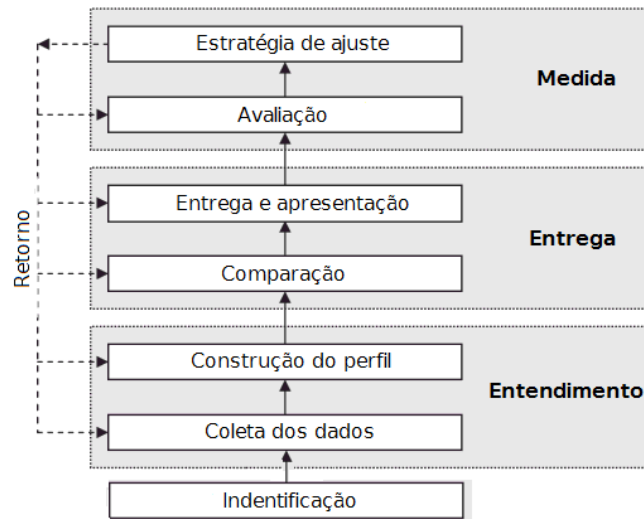 Estratégia de ajuste
Medida
Avaliação
Entrega e apresentação
Entrega
Comparação
Retorno
Construção do perfil
Entendimento
Coleta dos dados
Indentificação